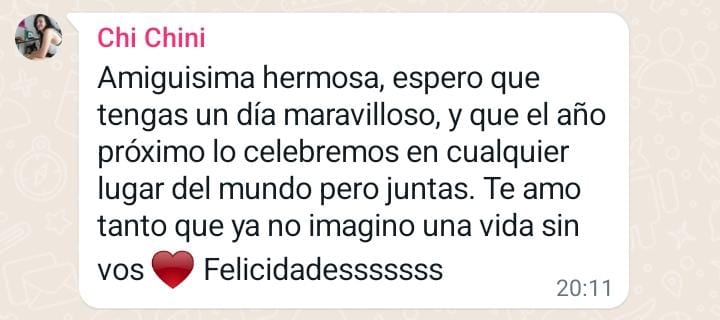 Chi Chini
Amiguisima hermosa, espero que
tengas un día maravilloso, y que el año
próximo lo celebremos en cualquier
lugar del mundo pero juntas. Te amo
tanto que ya no imagino una vida sin
vos ❤️ Felicidadesssssss
20:11